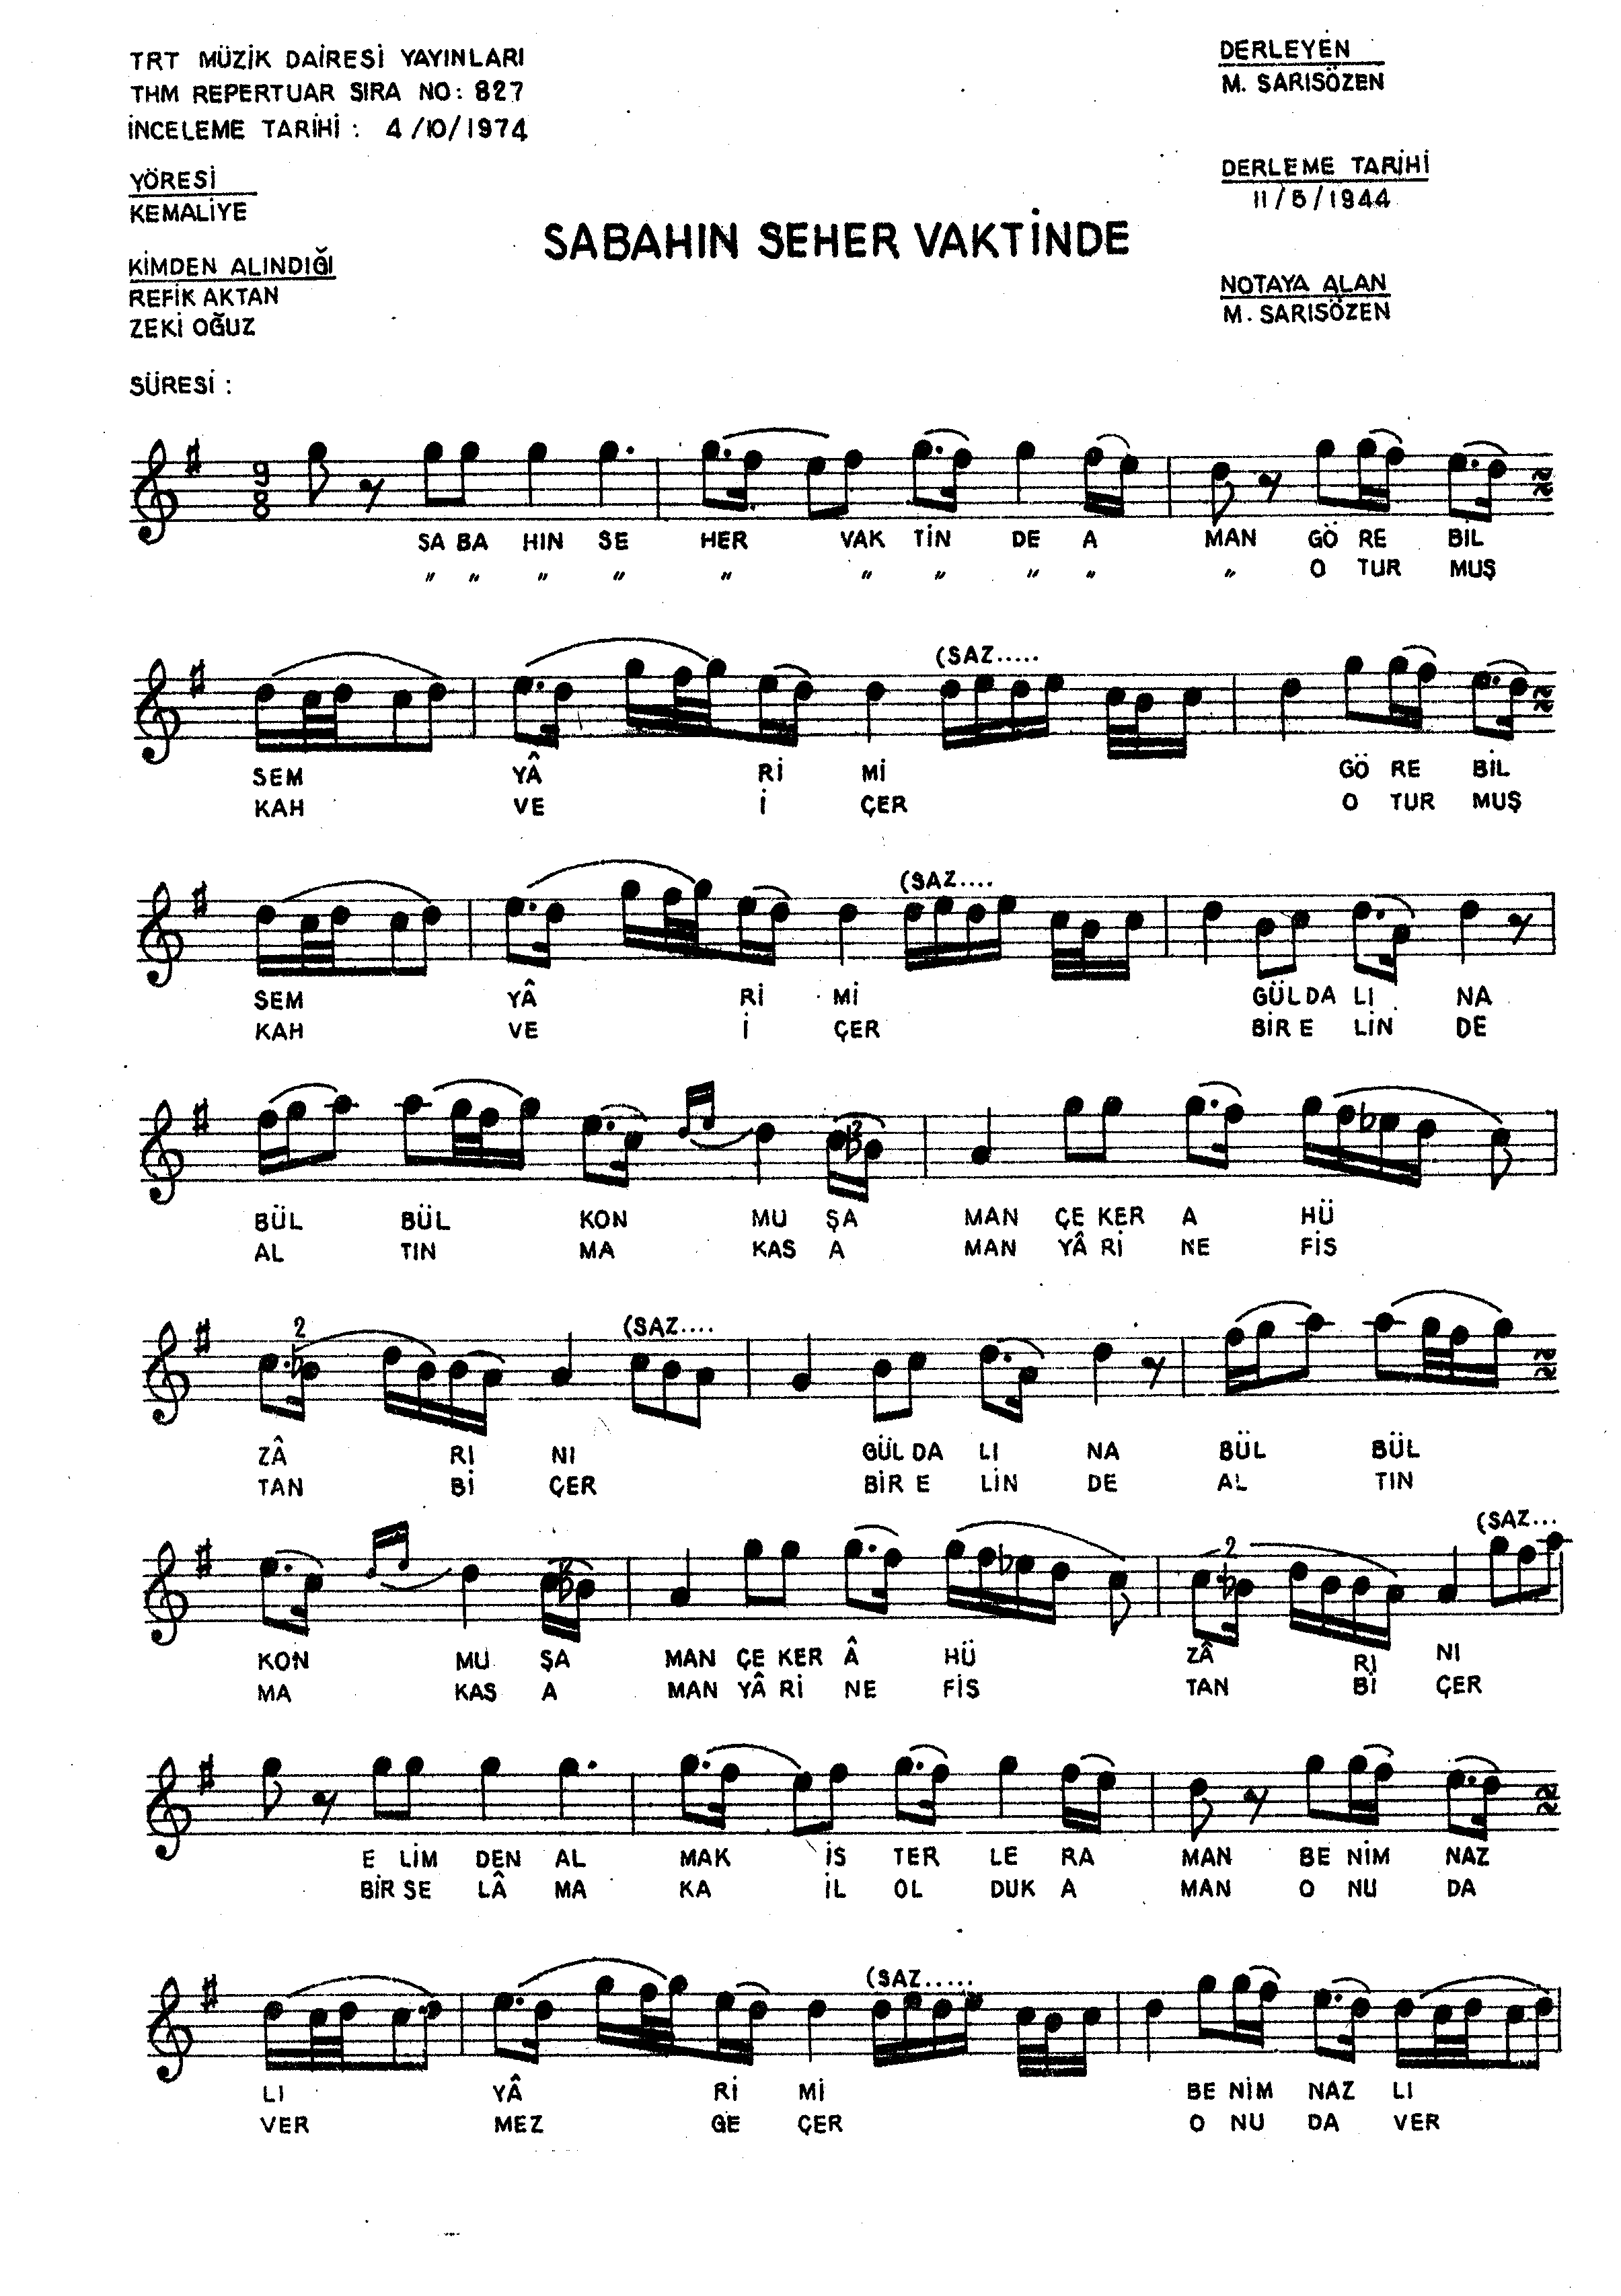 TRT MÜZİK DAİRESİ YAYINLARI
THM REPERTUAR SIRA NO: 827
İNCELEME TARİHİ : 4/10/1974
YÖRESİ
KEMALİYE
KİMDEN ALINDIĞI
REFİK AKTAN
ZEKİ OĞUZ
SÜRESİ :
SABAHIN SEHER VAKTİNDE
DERLEYEN
M. SARISÖZEN
DERLEME TARİHİ
11/5/1944
NOTAYA ALAN
M. SARISÖZEN
9
8
SA BA HIN SE HER VAK TİN DE A MAN GÖ RE BİL
" " " " " " " " " " O TUR MUŞ
(SAZ.....
SEM YÂ Rİ Mİ GÖ RE BİL
KAH VE İ ÇER O TUR MUŞ
(SAZ....
SEM YÂ Rİ Mİ GÜL DA LI NA
KAH VE İ ÇER BİR E LİN DE
2
BÜL BÜL KON MU ŞA MAN ÇE KER A HÜ
AL TIN MA KAS A MAN YÂ Rİ NE FİS
2 (SAZ....
ZÂ RI NI GÜL DA LI NA BÜL BÜL
TAN Bİ ÇER BİR E LİN DE AL TIN
2 2 (SAZ...
KON MU ŞA MAN ÇE KER Â HÜ ZÂ RI NI
MA KAS A MAN YÂ Rİ NE FİS TAN Bİ ÇER
E LİM DEN AL MAK İS TER LE RA MAN BE NİM NAZ
BİR SE LÂ MA KA İL OL DUK A MAN O NU DA
(SAZ.....
LI YÂ Rİ Mİ BE NİM NAZ LI
VER MEZ GE ÇER O NU DA VER